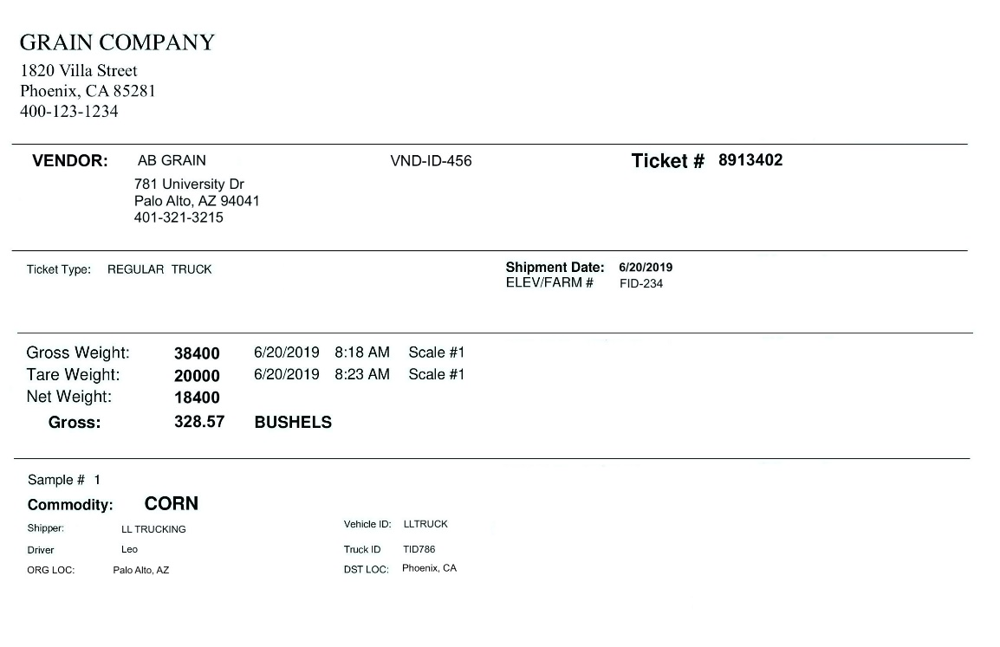 GRAIN COMPANY
1820 Villa Street
Phoenix, CA 85281
400-123-1234
VENDOR: AB GRAIN VND-ID-456 Ticket # 8913402
781 University Dr
Palo Alto, AZ 94041
401-321-3215
Ticket Type: REGULAR TRUCK Shipment Date: 6/20/2019
ELEV/FARM # FID-234
Gross Weight: 38400 6/20/2019 8:18 AM Scale #1
Tare Weight: 20000 6/20/2019 8:23 AM Scale #1
Net Weight: 18400
Gross: 328.57 BUSHELS
Sample # 1
Commodity: CORN
Shipper: LL TRUCKING Vehicle ID: LLTRUCK
Driver Leo Truck ID TID786
ORG LOC: Palo Alto, AZ DST LOC: Phoenix, CA